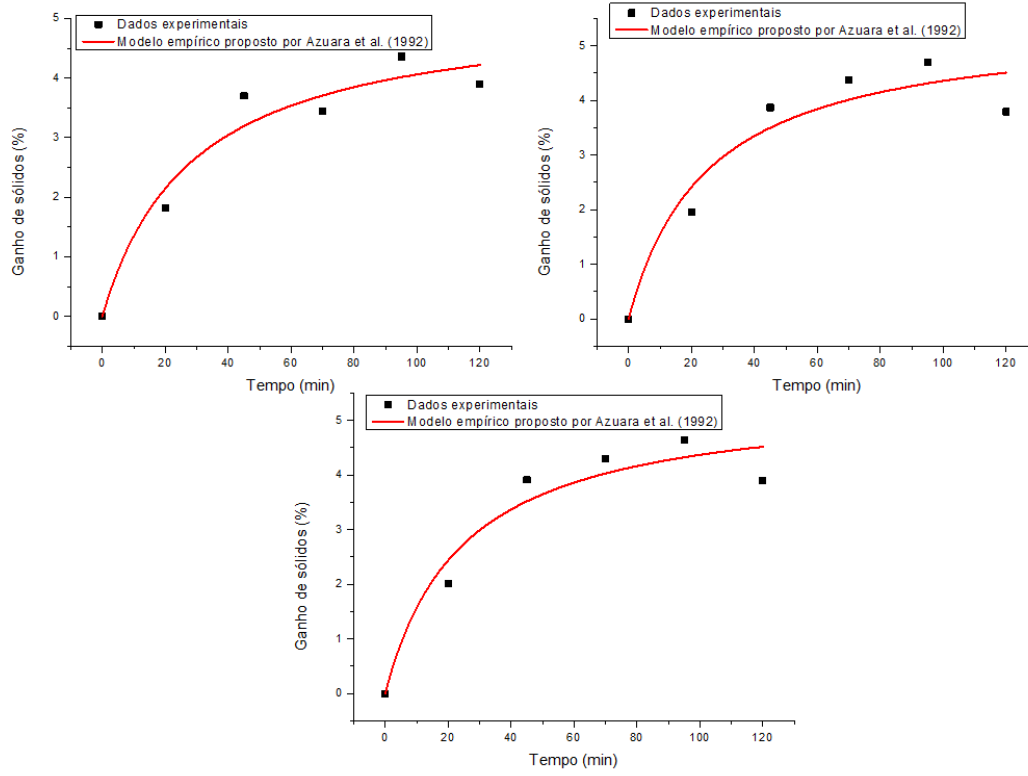 Dados experimentais
Modelo empírico proposto por Azuara et al. (1992)
Ganho de sólidos (%)
5
4
3
2
1
0
0 20 40 60 80 100 120
Tempo (min)
Dados experimentais
Modelo empírico proposto por Azuara et al. (1992)
Ganho de sólidos (%)
5
4
3
2
1
0
0 20 40 60 80 100 120
Tempo (min)
Dados experimentais
Modelo empírico proposto por Azuara et al. (1992)
Ganho de sólidos (%)
5
4
3
2
1
0
0 20 40 60 80 100 120
Tempo (min)